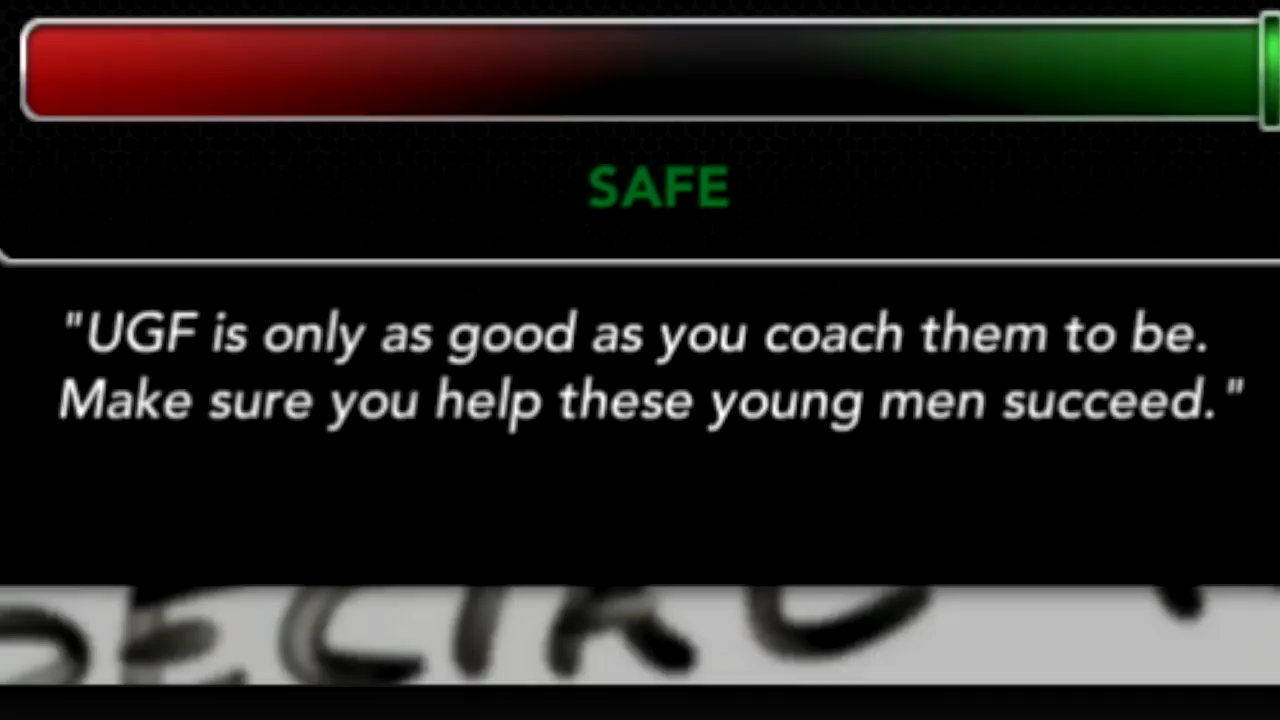 SAFE
"UGF is only as good as you coach them to be.
Make sure you help these young men succeed."